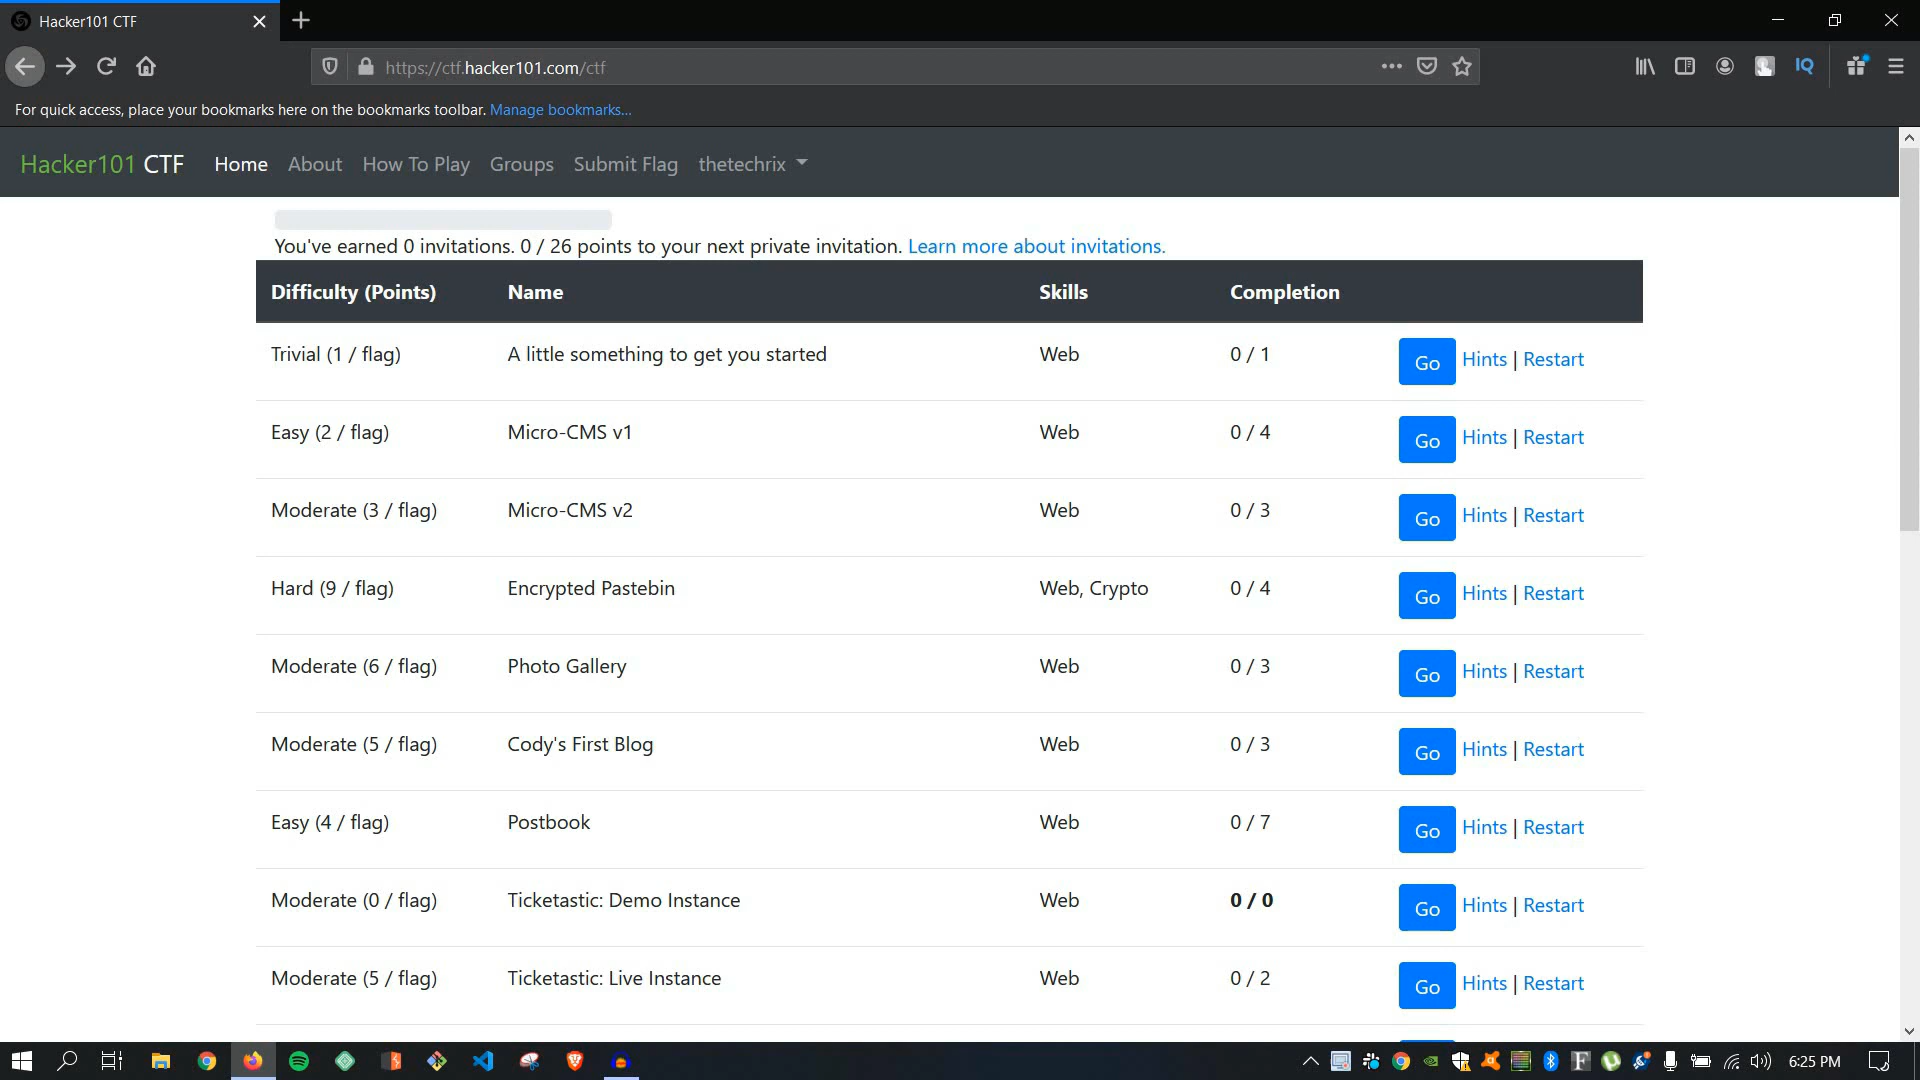 Hacker101 CTF
https://ctf.hacker101.com/ctf
IQ
For quick access, place your bookmarks here on the bookmarks toolbar. Manage bookmarks...
Hacker101 CTF Home About How To Play Groups Submit Flag thetechrix
You've earned 0 invitations. 0 / 26 points to your next private invitation. Learn more about invitations.
Difficulty (Points) Name Skills Completion
Trivial (1 / flag) A little something to get you started Web 0 / 1 Go Hints | Restart
Easy (2 / flag) Micro-CMS v1 Web 0 / 4 Go Hints | Restart
Moderate (3 / flag) Micro-CMS v2 Web 0 / 3 Go Hints | Restart
Hard (9 / flag) Encrypted Pastebin Web, Crypto 0 / 4 Go Hints | Restart
Moderate (6 / flag) Photo Gallery Web 0 / 3 Go Hints | Restart
Moderate (5 / flag) Cody's First Blog Web 0 / 3 Go Hints | Restart
Easy (4 / flag) Postbook Web 0 / 7 Go Hints | Restart
Moderate (0 / flag) Ticketastic: Demo Instance Web 0 / 0 Go Hints | Restart
Moderate (5 / flag) Ticketastic: Live Instance Web 0 / 2 Go Hints | Restart
6:25 PM